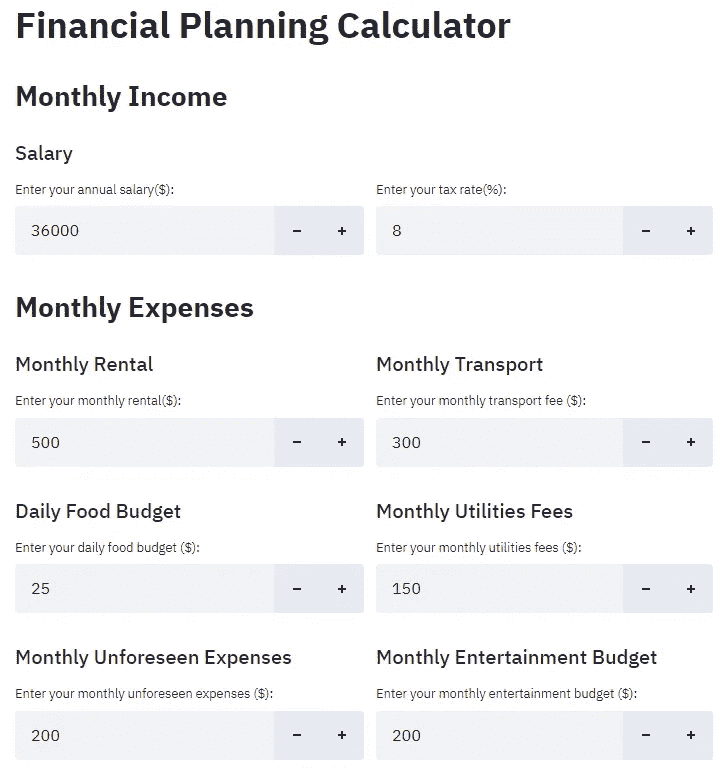 Financial Planning Calculator
Monthly Income
Salary
Enter your annual salary($):
Enter your tax rate(%):
36000 - +
8 - +
Monthly Expenses
Monthly Rental
Monthly Transport
Enter your monthly rental($):
Enter your monthly transport fee ($):
500 - +
300 - +
Daily Food Budget
Monthly Utilities Fees
Enter your daily food budget ($):
Enter your monthly utilities fees ($):
25 - +
150 - +
Monthly Unforeseen Expenses
Monthly Entertainment Budget
Enter your monthly unforeseen expenses ($):
Enter your monthly entertainment budget ($):
200 - +
200 - +